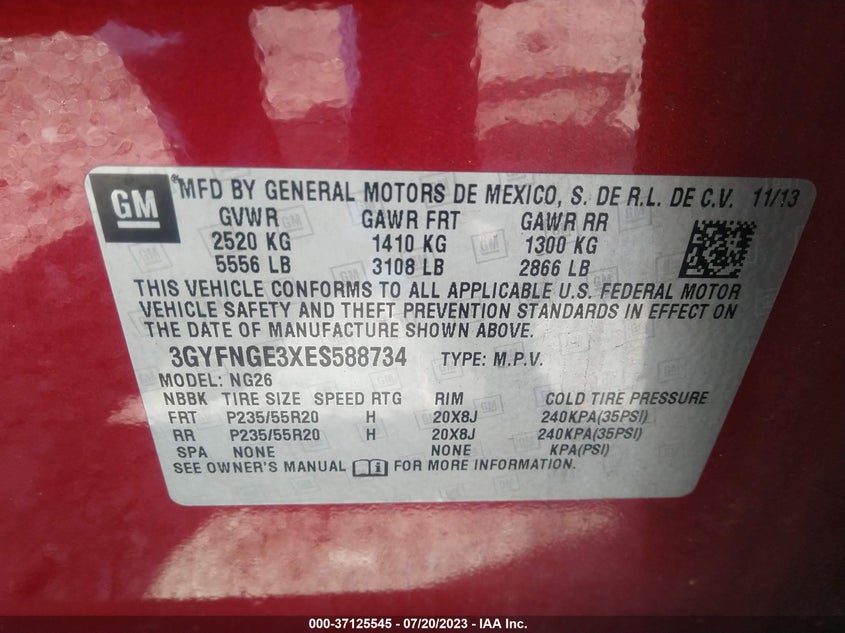 GM
*MFD BY GENERAL MOTORS DE MEXICO, S. DE R.L. DE C.V. 11/13
GVWR GAWR FRT GAWR RR
2520 KG 1410 KG 1300 KG
5556 LB 3108 LB 2866 LB
THIS VEHICLE CONFORMS TO ALL APPLICABLE U.S. FEDERAL MOTOR
VEHICLE SAFETY AND THEFT PREVENTION STANDARDS IN EFFECT ON
THE DATE OF MANUFACTURE SHOWN ABOVE.
3GYFNGE3XES588734 TYPE: M.P.V.
MODEL: NG26
NBBK TIRE SIZE SPEED RTG RIM COLD TIRE PRESSURE
FRT P235/55R20 H 20X8J 240KPA(35PSI)
RR P235/55R20 H 20X8J 240KPA(35PSI)
SPA NONE NONE KPA(PSI)
SEE OWNER'S MANUAL FOR MORE INFORMATION.
000-37125545 - 07/20/2023 - IAA Inc.